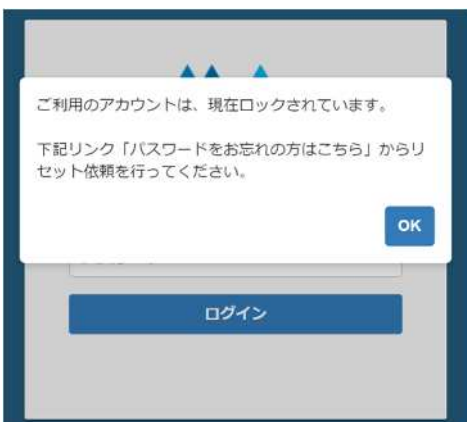 ご利用のアカウントは、現在ロックされています。
下記リンク「パスワードをお忘れの方はこちら」からリ
セット依頼を行ってください。
OK
ログイン